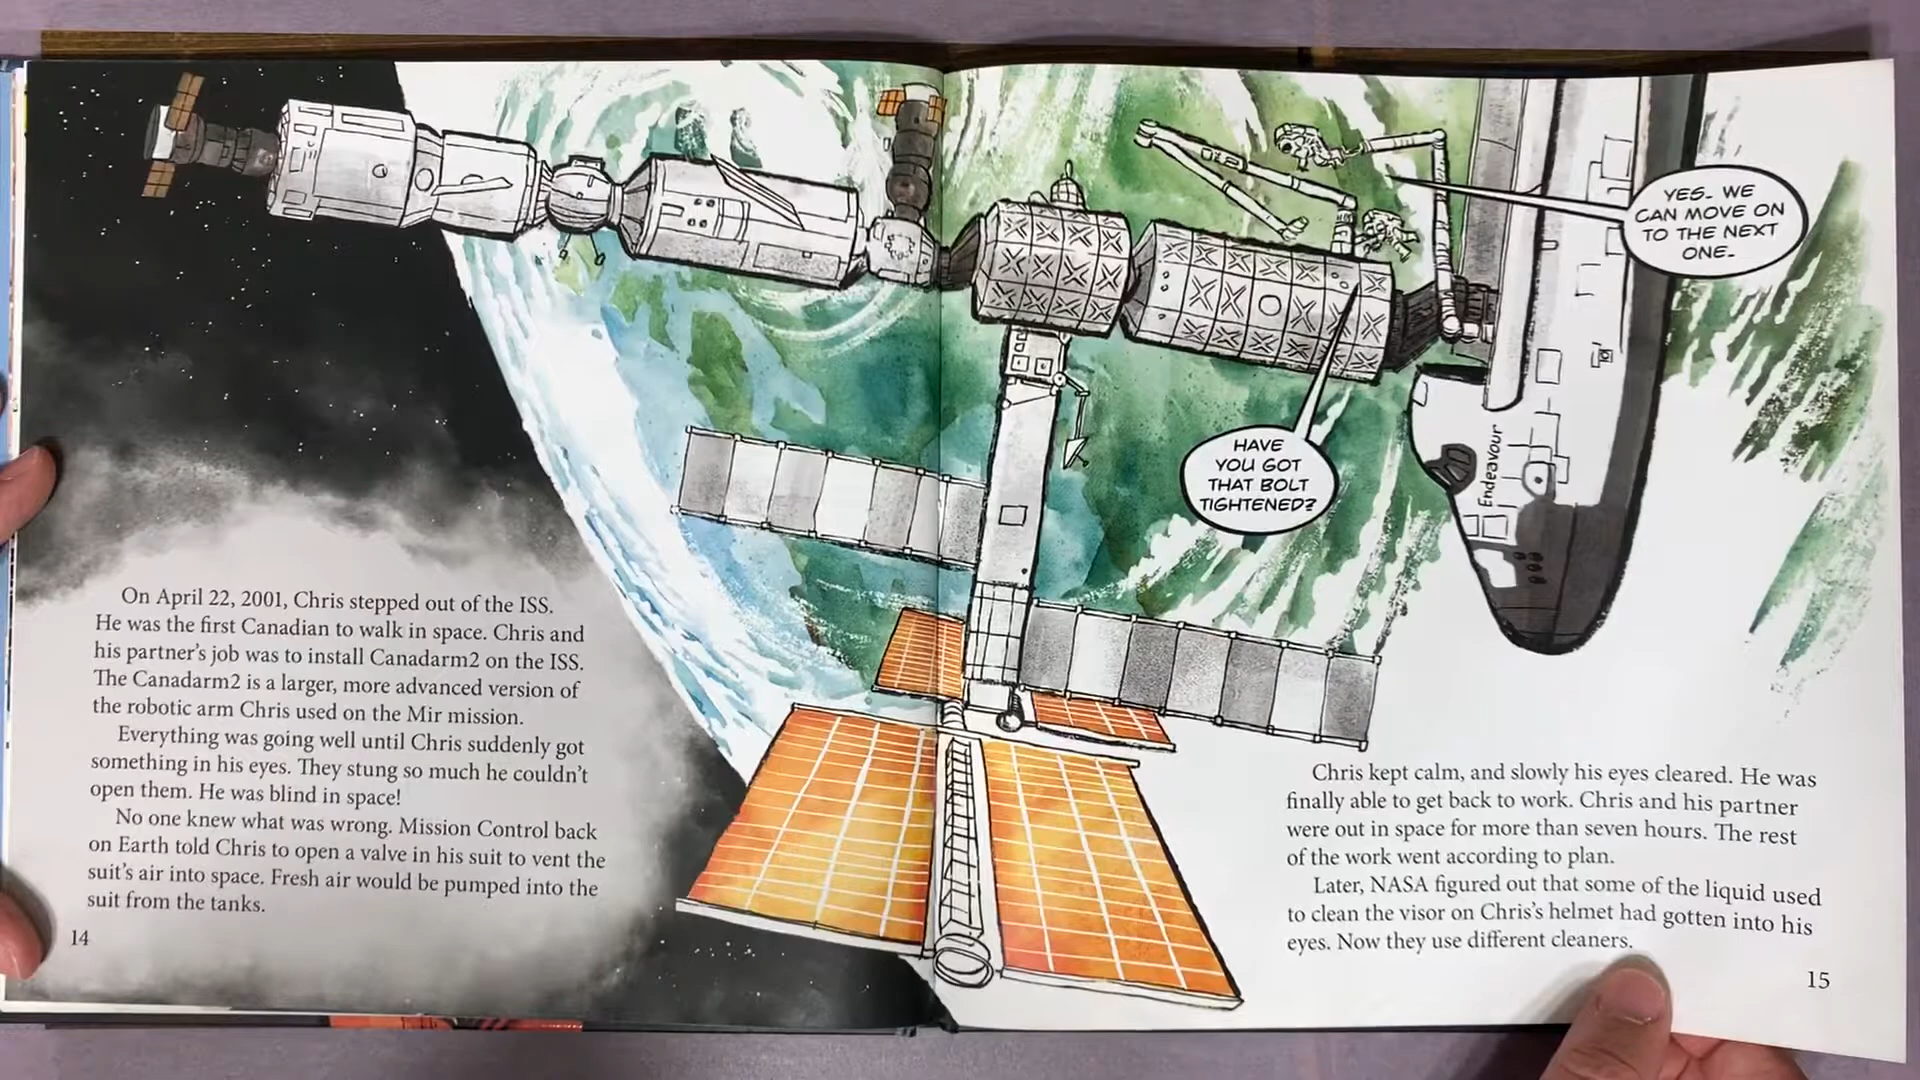 On April 22, 2001, Chris stepped out of the ISS.
He was the first Canadian to walk in space. Chris and
his partner's job was to install Canadarm2 on the ISS.
The Canadarm2 is a larger, more advanced version of
the robotic arm Chris used on the Mir mission.
Everything was going well until Chris suddenly got
something in his eyes. They stung so much he couldn't
open them. He was blind in space!
No one knew what was wrong. Mission Control back
on Earth told Chris to open a valve in his suit to vent the
suit's air into space. Fresh air would be pumped into the
suit from the tanks.
14
YES. WE
CAN MOVE ON
TO THE NEXT
ONE.
HAVE
YOU GOT
THAT BOLT
TIGHTENED?
Endeavour
Chris kept calm, and slowly his eyes cleared. He was
finally able to get back to work. Chris and his partner
were out in space for more than seven hours. The rest
of the work went according to plan.
Later, NASA figured out that some of the liquid used
to clean the visor on Chris's helmet had gotten into his
eyes. Now they use different cleaners.
15